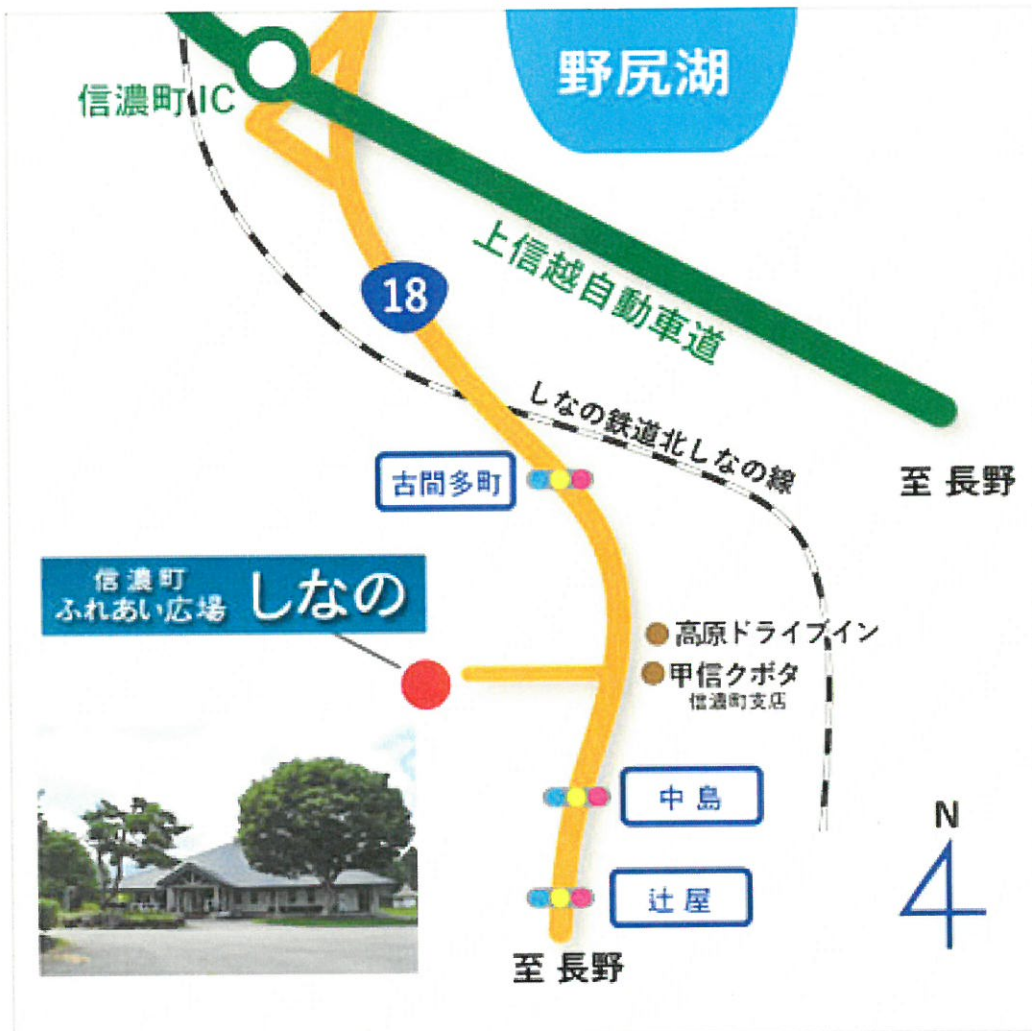 野尻湖
信濃町IC
上信越自動車道
18
しなの鉄道北しなの線
至 長野
古間多町
信濃町
ふれあい広場 しなの
高原ドライブイン
甲信クボタ
信濃町支店
中島
辻屋
N
至 長野